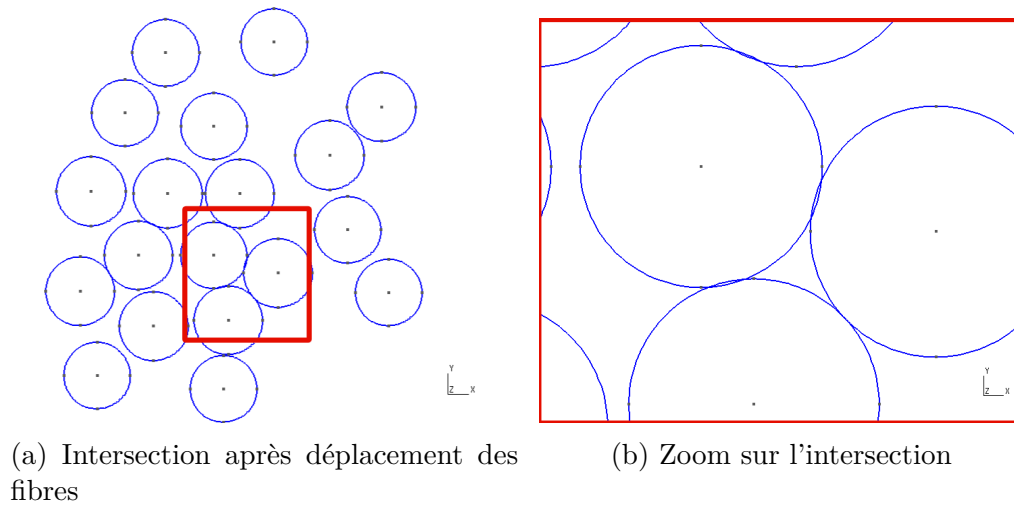 Y
Z X
Y
Z X
(a) Intersection après déplacement des
fibres
(b) Zoom sur l'intersection